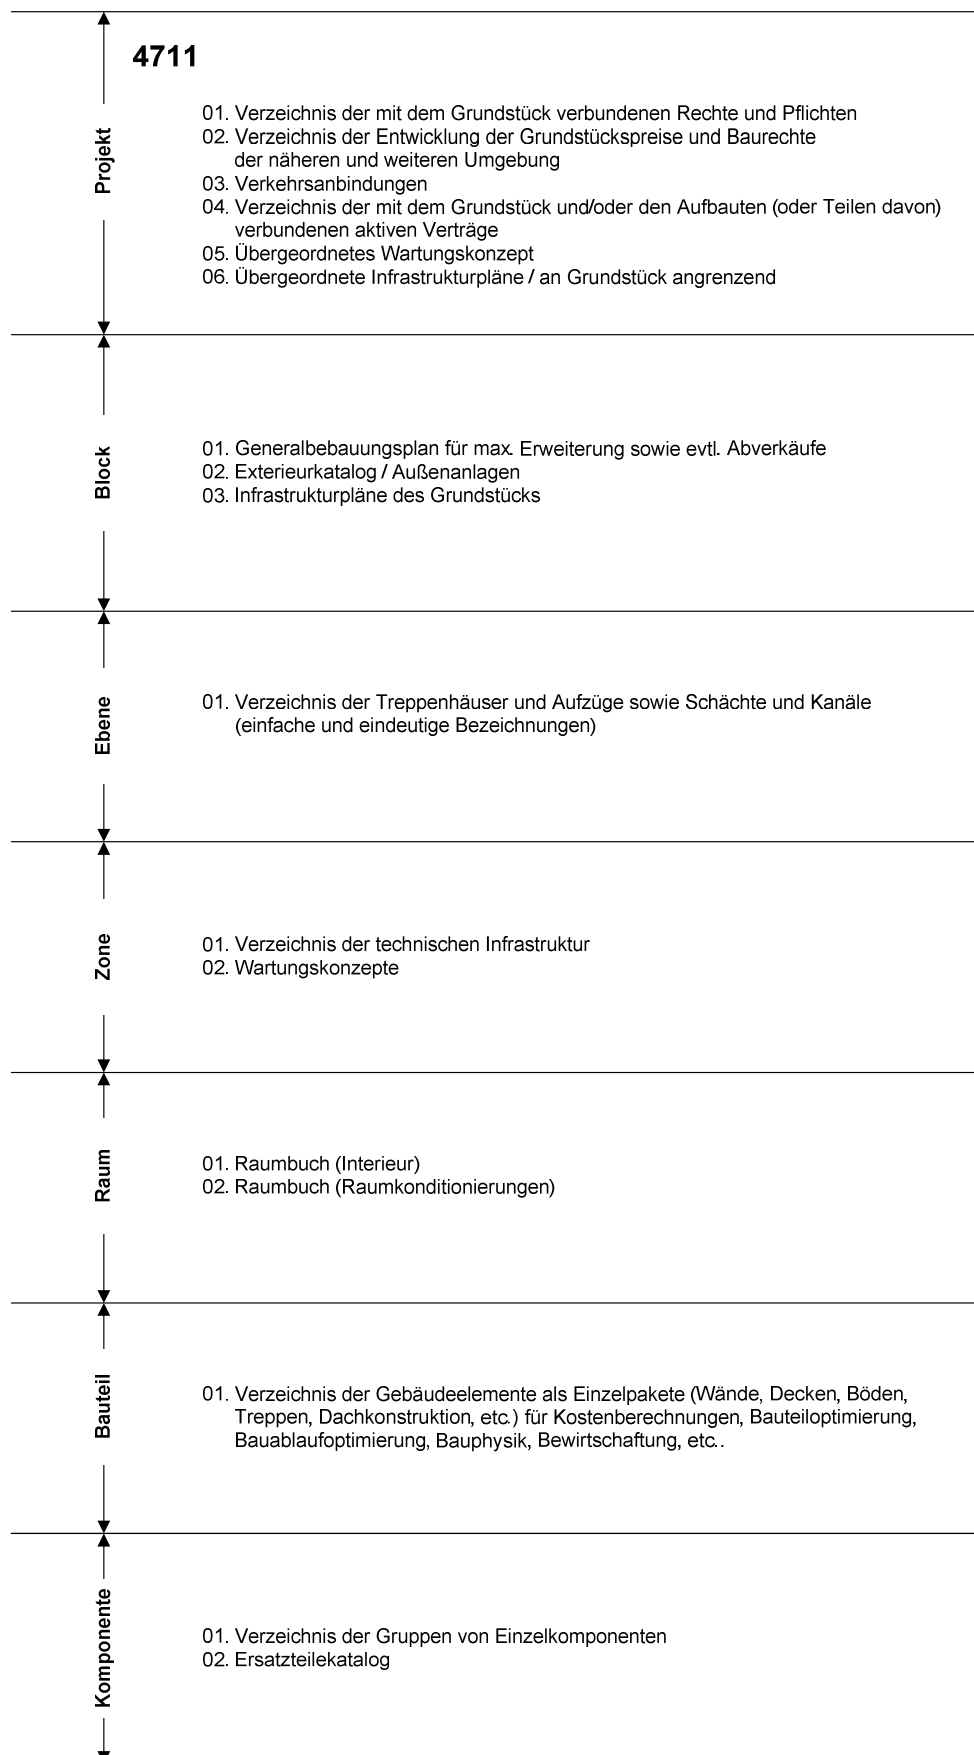 4711
Projekt
01. Verzeichnis der mit dem Grundstück verbundenen Rechte und Pflichten
02. Verzeichnis der Entwicklung der Grundstückspreise und Baurechte
der näheren und weiteren Umgebung
03. Verkehrsanbindungen
04. Verzeichnis der mit dem Grundstück und/oder den Aufbauten (oder Teilen davon)
verbundenen aktiven Verträge
05. Übergeordnetes Wartungskonzept
06. Übergeordnete Infrastrukturpläne / an Grundstück angrenzend
Block
01. Generalbebauungsplan für max. Erweiterung sowie evtl. Abverkäufe
02. Exterieurkatalog / Außenanlagen
03. Infrastrukturpläne des Grundstücks
Ebene
01. Verzeichnis der Treppenhäuser und Aufzüge sowie Schächte und Kanäle
(einfache und eindeutige Bezeichnungen)
Zone
01. Verzeichnis der technischen Infrastruktur
02. Wartungskonzepte
Raum
01. Raumbuch (Interieur)
02. Raumbuch (Raumkonditionierungen)
Bauteil
01. Verzeichnis der Gebäudeelemente als Einzelpakete (Wände, Decken, Böden,
Treppen, Dachkonstruktion, etc.) für Kostenberechnungen, Bauteiloptimierung,
Bauablaufoptimierung, Bauphysik, Bewirtschaftung, etc..
Komponente
01. Verzeichnis der Gruppen von Einzelkomponenten
02. Ersatzteilekatalog